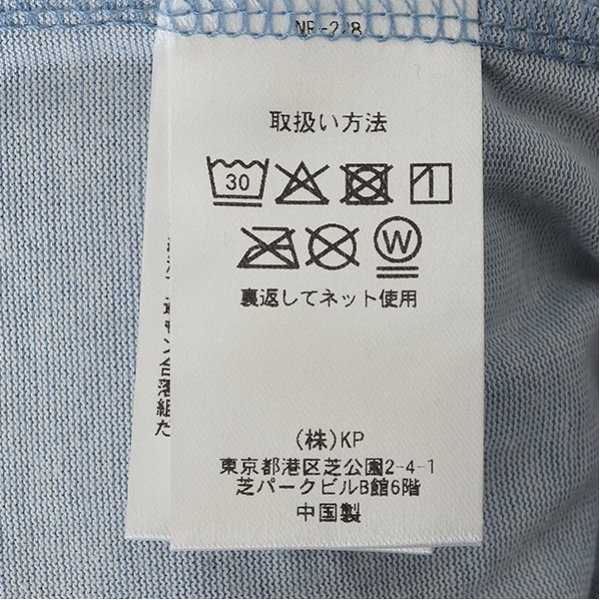 取扱い方法
30
W
裏返してネット使用
(株)KP
東京都港区芝公園2-4-1
芝パークビルB館6階
中国製